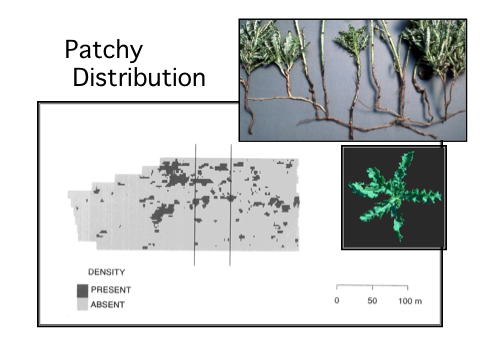 Patchy
Distribution
DENSITY
PRESENT
ABSENT
0 50 100 m